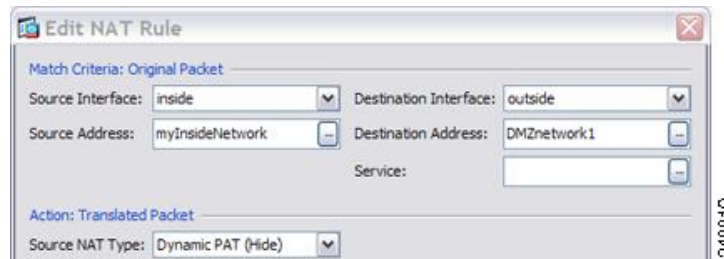 Edit NAT Rule
Match Criteria: Original Packet
Source Interface: inside Destination Interface: outside
Source Address: myInsideNetwork ... Destination Address: DMZnetwork1 ...
Service: ...
Action: Translated Packet
Source NAT Type: Dynamic PAT (Hide)